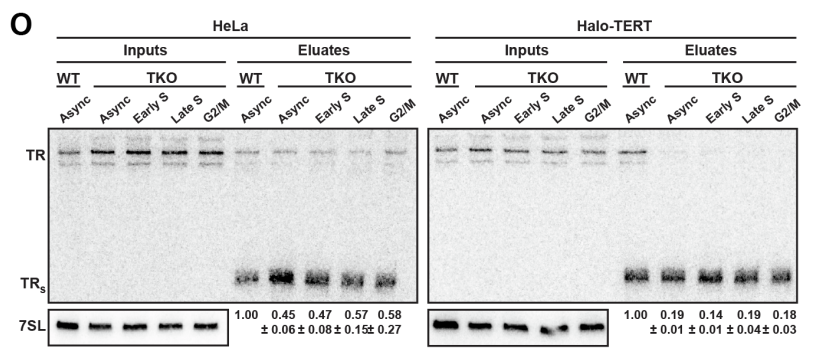 O
HeLa Halo-TERT
Inputs Eluates Inputs Eluates
WT TKO WT TKO WT TKO WT TKO
Async Async Early S Late S G2/M Async Async Early S Late S G2/M Async Async Early S Late S G2/M Async Async Early S Late S G2/M
TR
TRs
7SL
1.00 0.45 0.47 0.57 0.58 1.00 0.19 0.14 0.19 0.18
± 0.06 ± 0.08 ± 0.15 ± 0.27 ± 0.01 ± 0.01 ± 0.04 ± 0.03